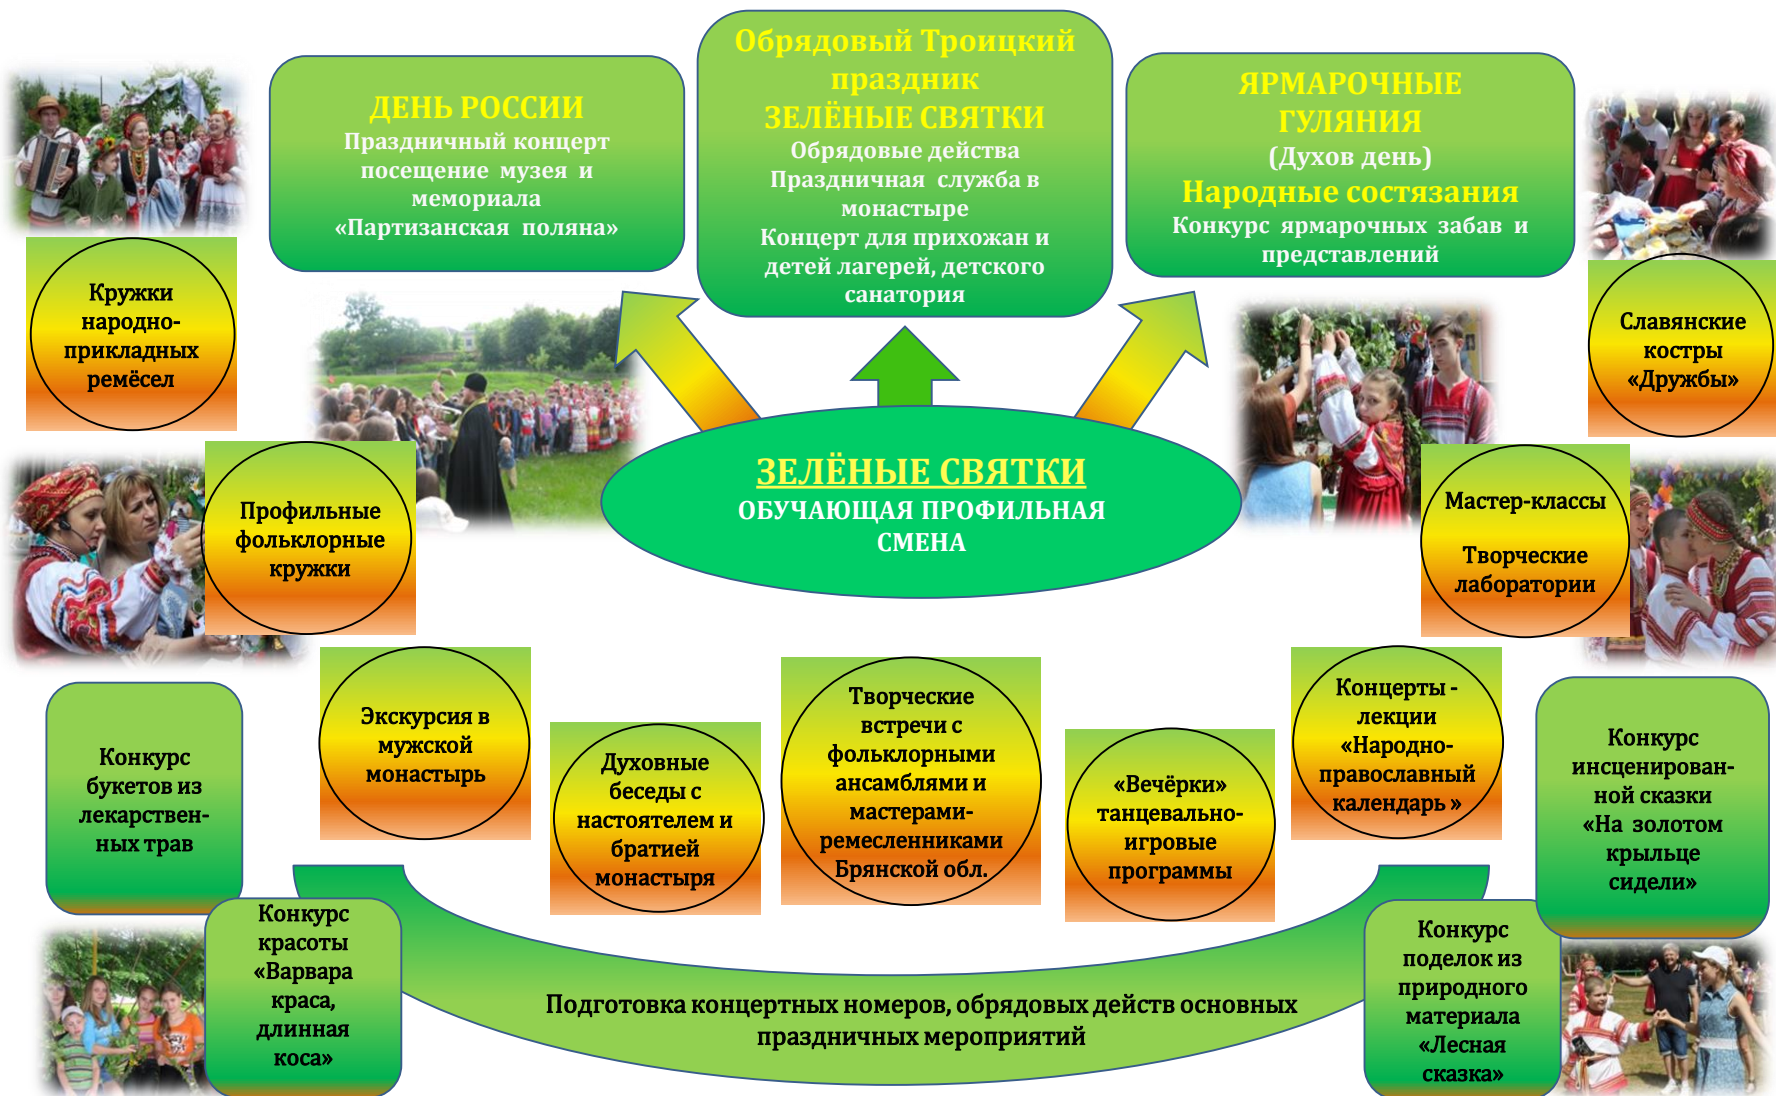 ДЕНЬ РОССИИ
Праздничный концерт
посещение музея и
мемориала
«Партизанская поляна»
Обрядовый Троицкий
праздник
ЗЕЛЁНЫЕ СВЯТКИ
Обрядовые действа
Праздничная служба в
монастыре
Концерт для прихожан и
детей лагерей, детского
санатория
ЯРМАРОЧНЫЕ
ГУЛЯНИЯ
(Духов день)
Народные состязания
Конкурс ярмарочных забав и
представлений
Кружки
народно-
прикладных
ремёсел
Славянские
костры
«Дружбы»
ЗЕЛЁНЫЕ СВЯТКИ
ОБУЧАЮЩАЯ ПРОФИЛЬНАЯ
СМЕНА
Профильные
фольклорные
кружки
Мастер-классы
Творческие
лаборатории
Экскурсия в
мужской
монастырь
Духовные
беседы с
настоятелем и
братией
монастыря
Творческие
встречи с
фольклорными
ансамблями и
мастерами-
ремесленниками
Брянской обл.
«Вечёрки»
танцевально-
игровые
программы
Концерты -
лекции
«Народно-
православный
календарь »
Конкурс
букетов из
лекарствен-
ных трав
Конкурс
инсценирован-
ной сказки
«На золотом
крыльце
сидели»
Конкурс
красоты
«Варвара
краса,
длинная
коса»
Подготовка концертных номеров, обрядовых действ основных
праздничных мероприятий
Конкурс
поделок из
природного
материала
«Лесная
сказка»